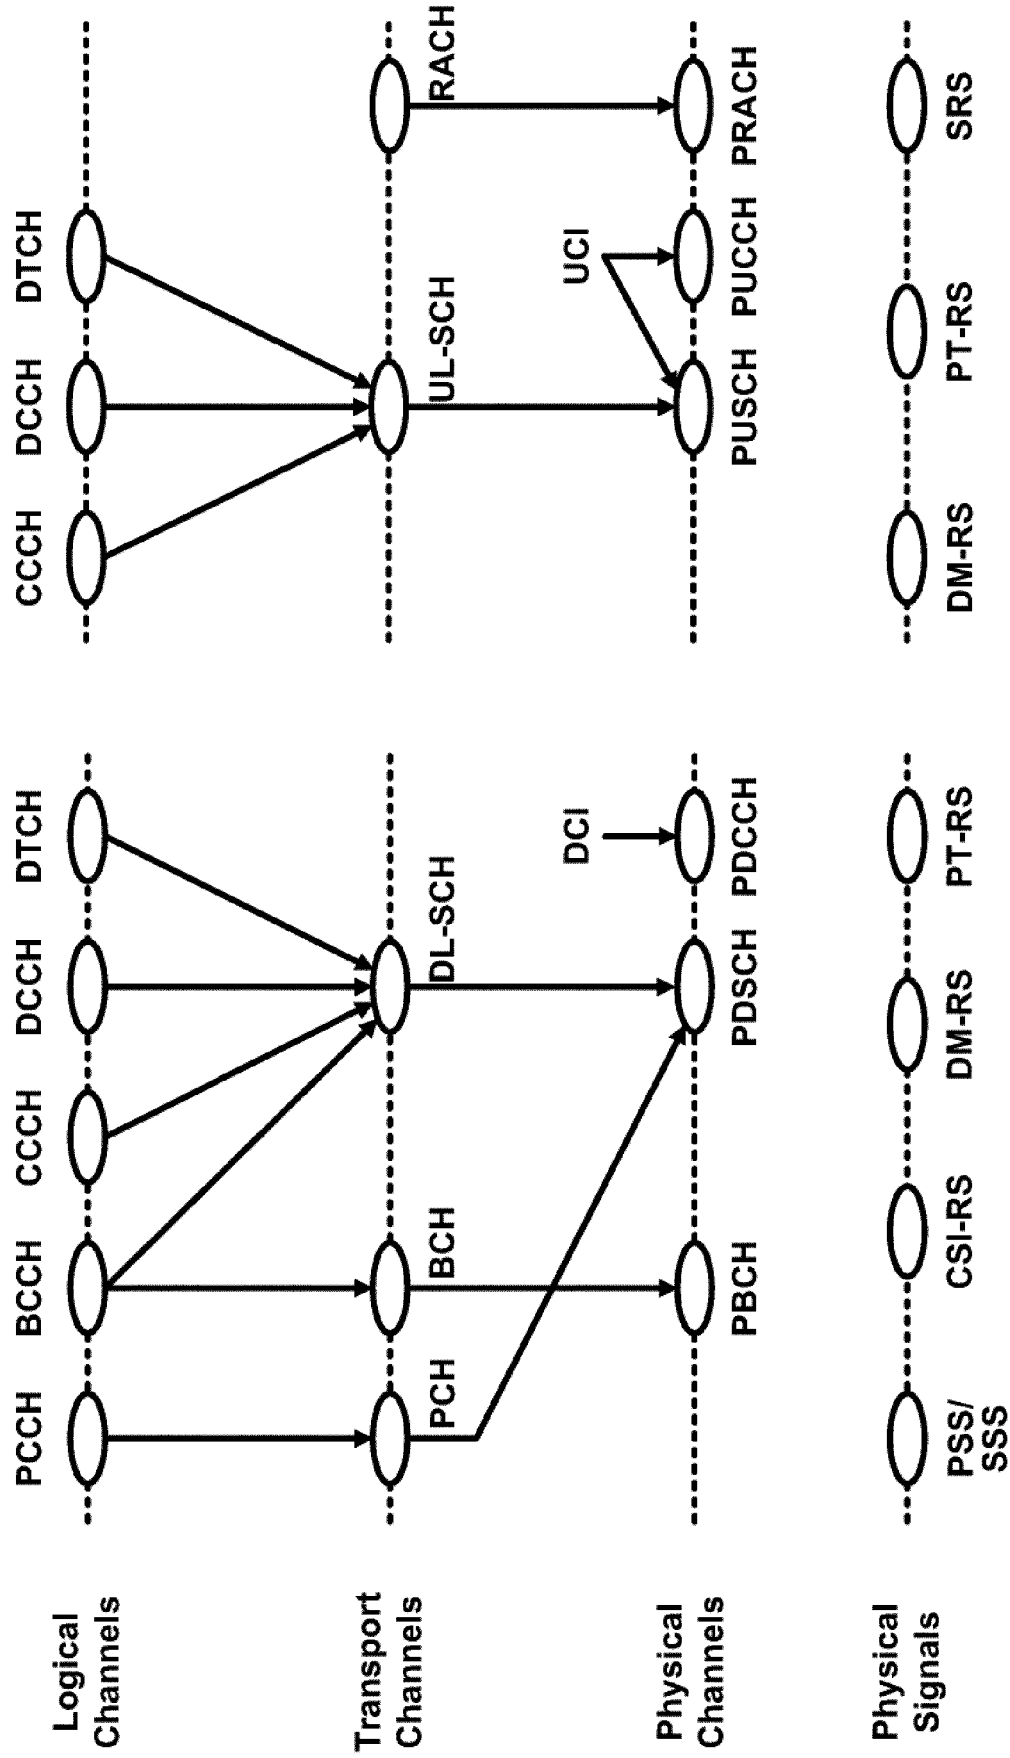 Logical
Channels
PCCH
BCCH
CCCH
DCCH
DTCH
CCCH
DCCH
DTCH
Transport
Channels
PCH
BCH
DL-SCH
UL-SCH
RACH
DCI
UCI
Physical
Channels
PBCH
PDSCH
PDCCH
PUSCH
PUCCH
PRACH
Physical
Signals
PSS/
SSS
CSI-RS
DM-RS
PT-RS
DM-RS
PT-RS
SRS